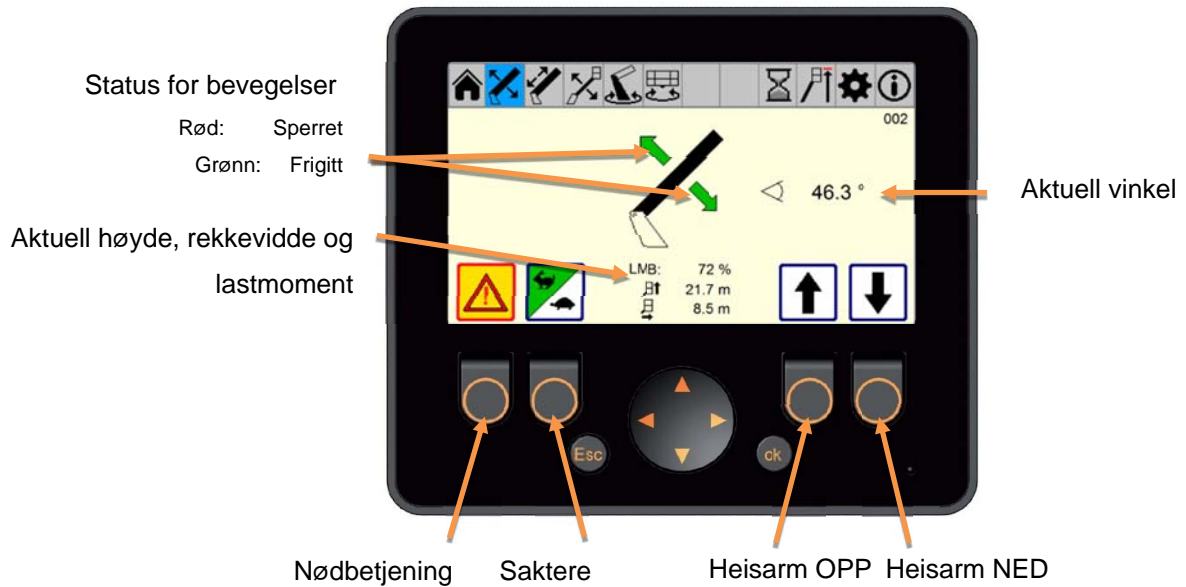 Status for bevegelser
Rød: Sperret
Grønn: Frigitt
002
46.3 °
Aktuell vinkel
Aktuell høyde, rekkevidde og
lastmoment
LMB: 72 %
21.7 m
8.5 m
Esc
ok
Nødbetjening
Saktere
Heisarm OPP
Heisarm NED